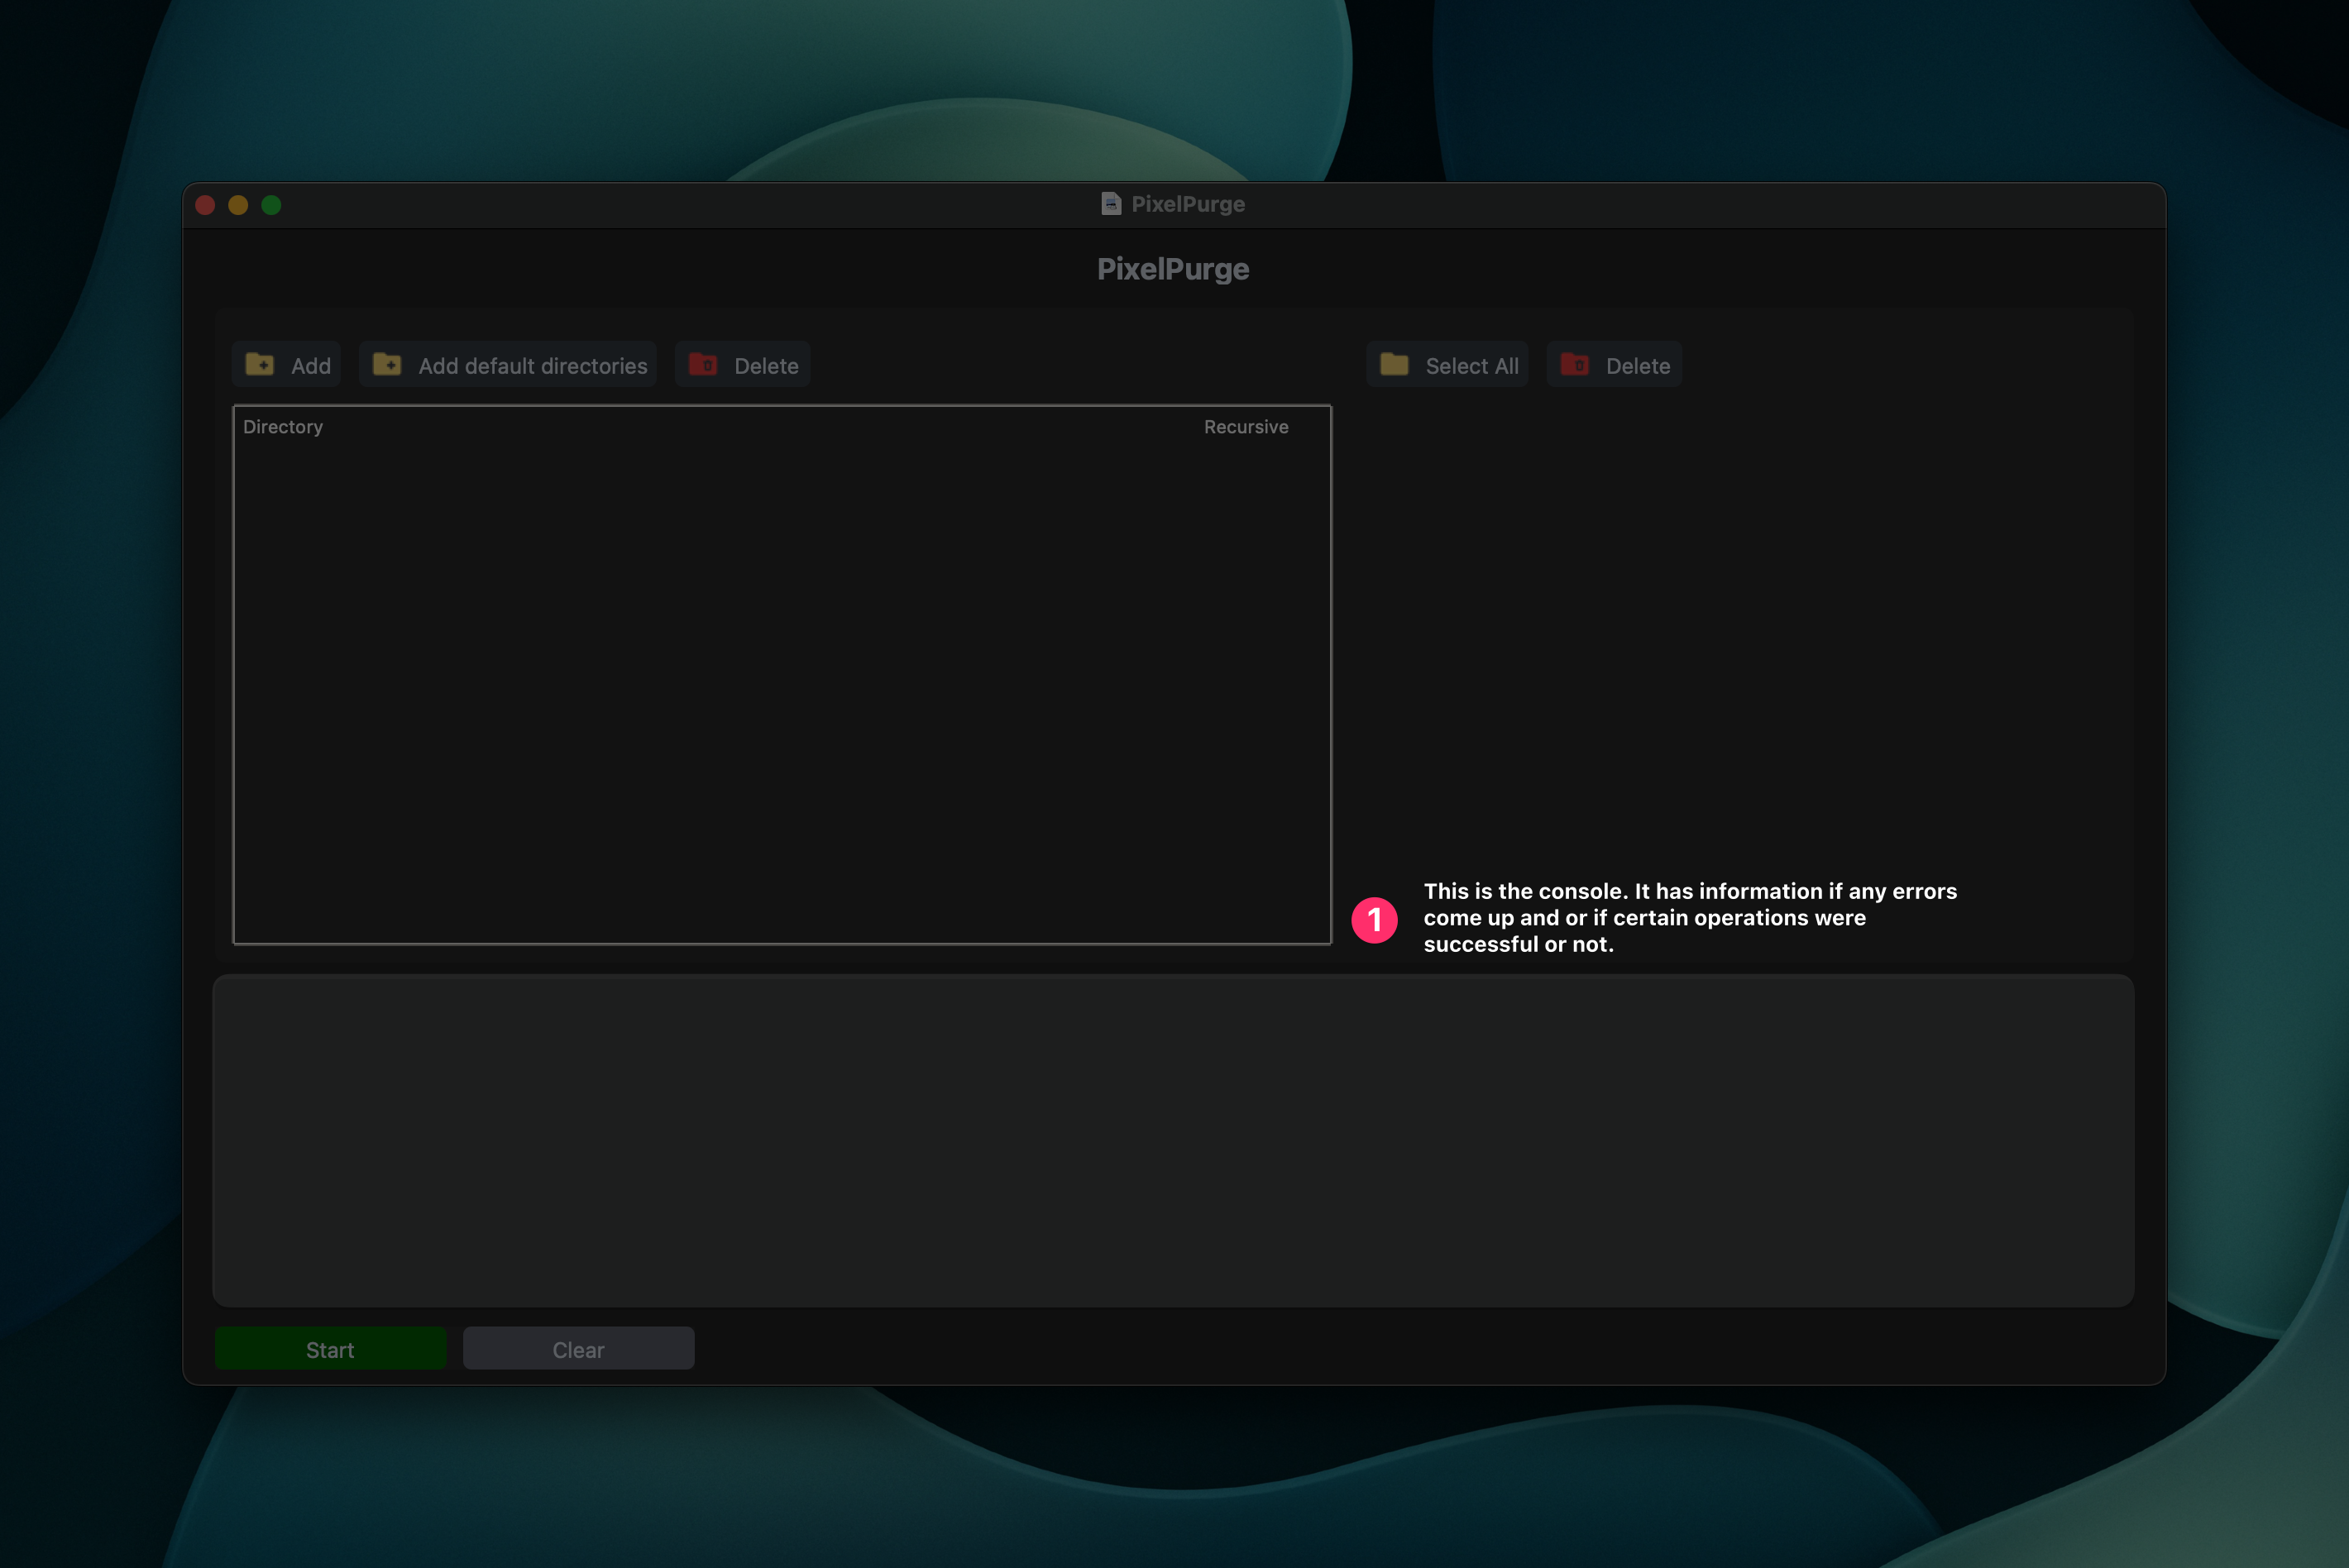 PixelPurge
PixelPurge
Add
Add default directories
Delete
Select All
Delete
Directory
Recursive
1
This is the console. It has information if any errors
come up and or if certain operations were
successful or not.
Start
Clear